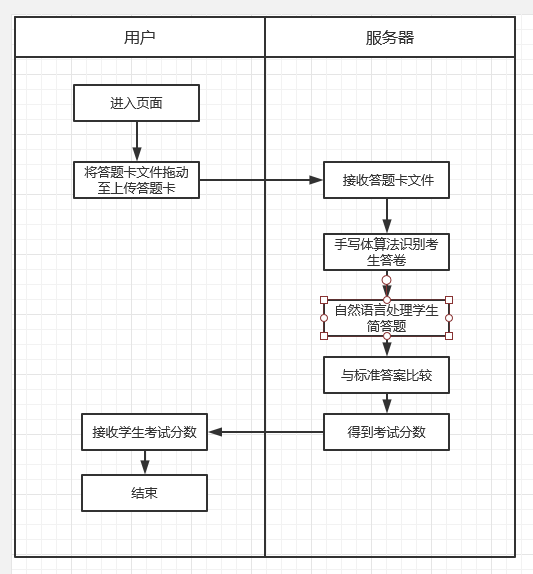 用户
服务器
进入页面
将答题卡文件拖动
至上传答题卡
接收答题卡文件
手写体算法识别考
生答卷
自然语言处理学生
简答题
与标准答案比较
接收学生考试分数
得到考试分数
结束